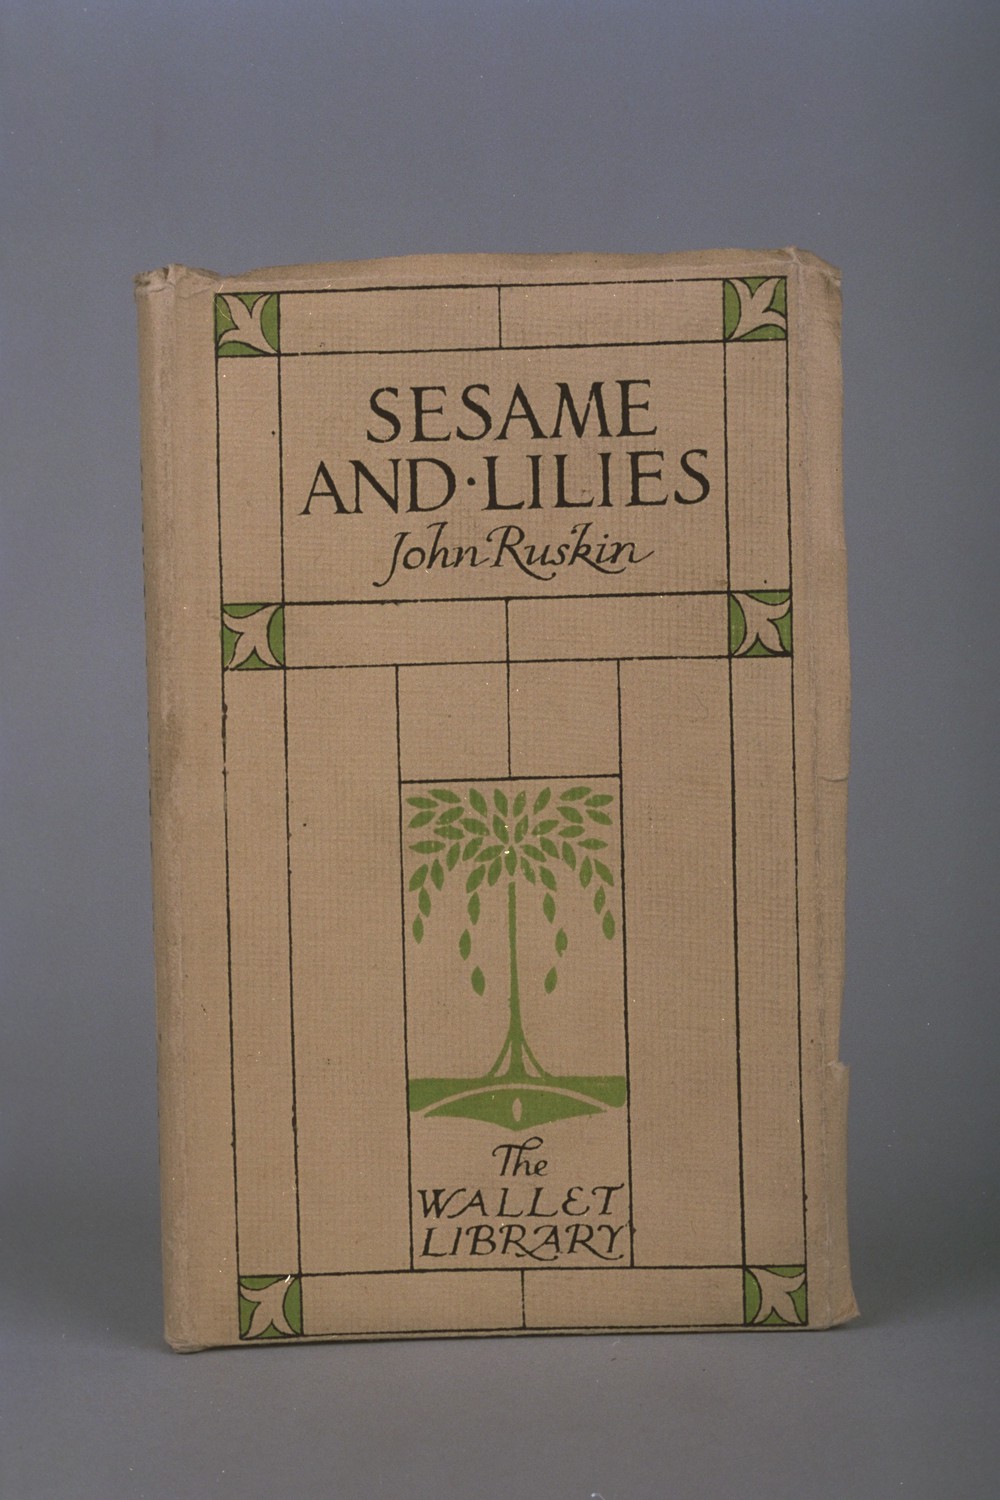 SESAME
AND·LILIES
John Ruskin
The
WALLET
LIBRARY